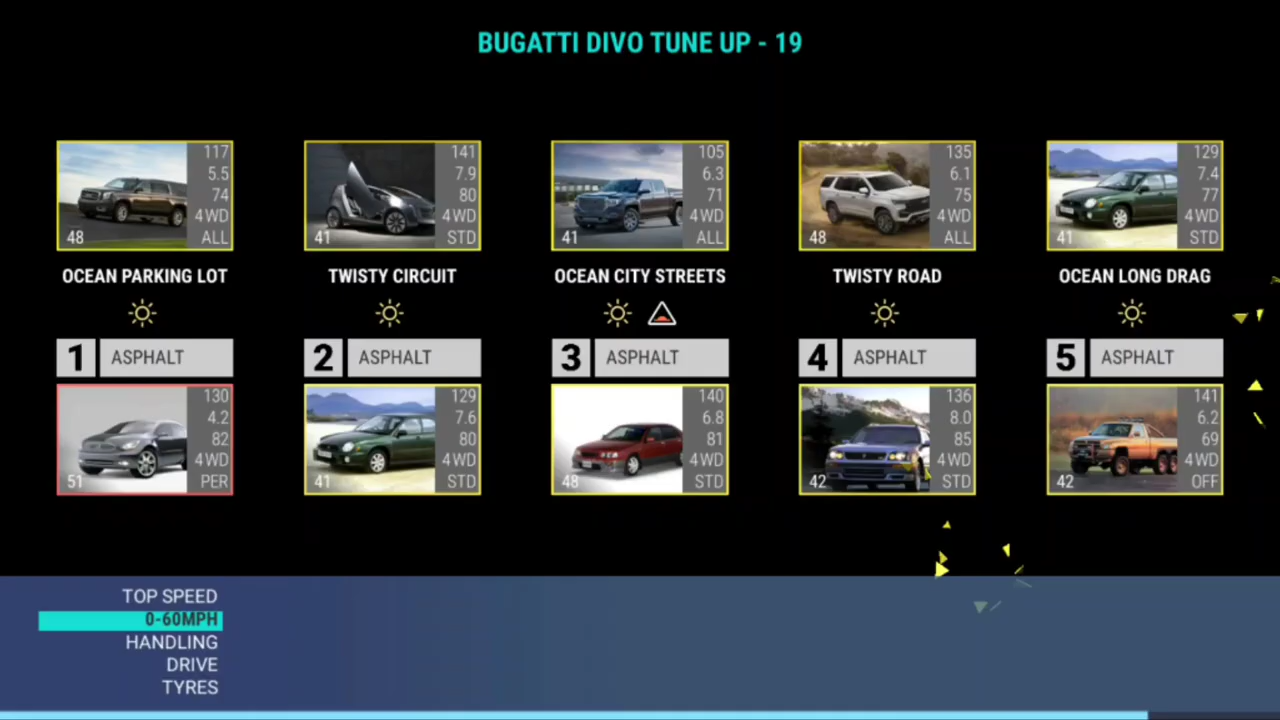 BUGATTI DIVO TUNE UP - 19
117
5.5
74
4WD
48 ALL
141
7.9
80
4WD
41 STD
105
6.3
71
4WD
41 ALL
135
6.1
75
4WD
48 ALL
129
7.4
77
4WD
41 STD
OCEAN PARKING LOT
TWISTY CIRCUIT
OCEAN CITY STREETS
TWISTY ROAD
OCEAN LONG DRAG
1 ASPHALT
2 ASPHALT
3 ASPHALT
4 ASPHALT
5 ASPHALT
130
4.2
82
4WD
51 PER
129
7.6
80
4WD
41 STD
140
6.8
81
4WD
48 STD
136
8.0
85
4WD
42 STD
141
6.2
69
4WD
42 OFF
TOP SPEED
0-60MPH
HANDLING
DRIVE
TYRES